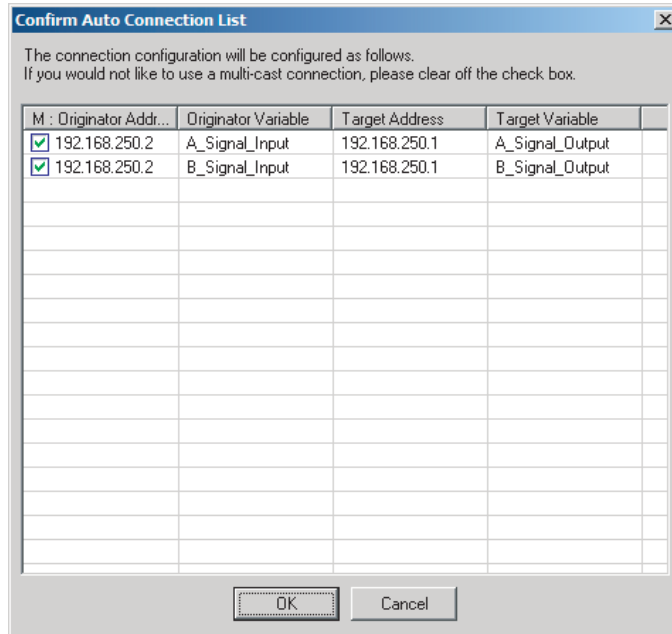 Confirm Auto Connection List
The connection configuration will be configured as follows.
If you would not like to use a multi-cast connection, please clear off the check box.
M : Originator Addr... Originator Variable Target Address Target Variable
192.168.250.2 A_Signal_Input 192.168.250.1 A_Signal_Output
192.168.250.2 B_Signal_Input 192.168.250.1 B_Signal_Output
OK Cancel